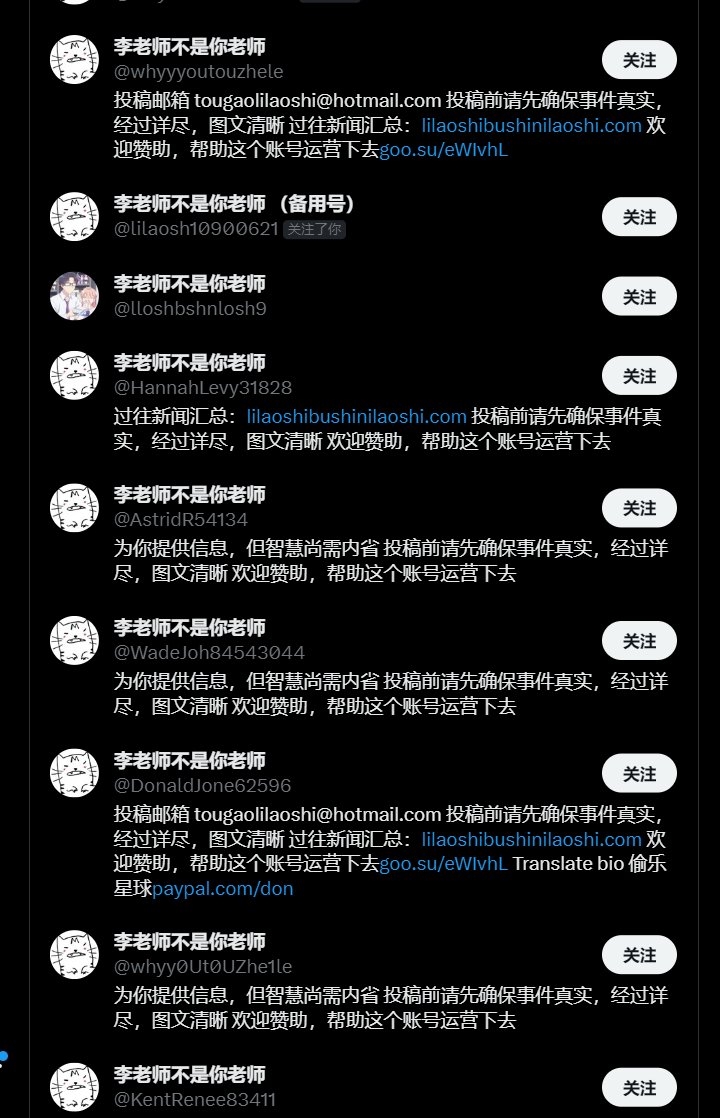 李老师不是你老师
关注
@whyyyoutouzhele
投稿邮箱 tougaolilaoshi@hotmail.com 投稿前请先确保事件真实，
经过详尽，图文清晰 过往新闻汇总：lilaoshibushinilaoshi.com 欢
迎赞助，帮助这个账号运营下去goo.su/eWIvhL
李老师不是你老师 （备用号）
关注
@lilaosh10900621 关注了你
李老师不是你老师
关注
@lloshbshnlosh9
李老师不是你老师
关注
@HannahLevy31828
过往新闻汇总：lilaoshibushinilaoshi.com 投稿前请先确保事件真
实，经过详尽，图文清晰 欢迎赞助，帮助这个账号运营下去
李老师不是你老师
关注
@AstridR54134
为你提供信息，但智慧尚需内省 投稿前请先确保事件真实，经过详
尽，图文清晰 欢迎赞助，帮助这个账号运营下去
李老师不是你老师
关注
@WadeJoh84543044
为你提供信息，但智慧尚需内省 投稿前请先确保事件真实，经过详
尽，图文清晰 欢迎赞助，帮助这个账号运营下去
李老师不是你老师
关注
@DonaldJone62596
投稿邮箱 tougaolilaoshi@hotmail.com 投稿前请先确保事件真实，
经过详尽，图文清晰 过往新闻汇总：lilaoshibushinilaoshi.com 欢
迎赞助，帮助这个账号运营下去goo.su/eWIvhL Translate bio 偷乐
星球paypal.com/don
李老师不是你老师
关注
@whyy0Ut0UZhe1le
为你提供信息，但智慧尚需内省 投稿前请先确保事件真实，经过详
尽，图文清晰 欢迎赞助，帮助这个账号运营下去
李老师不是你老师
关注
@KentRenee83411